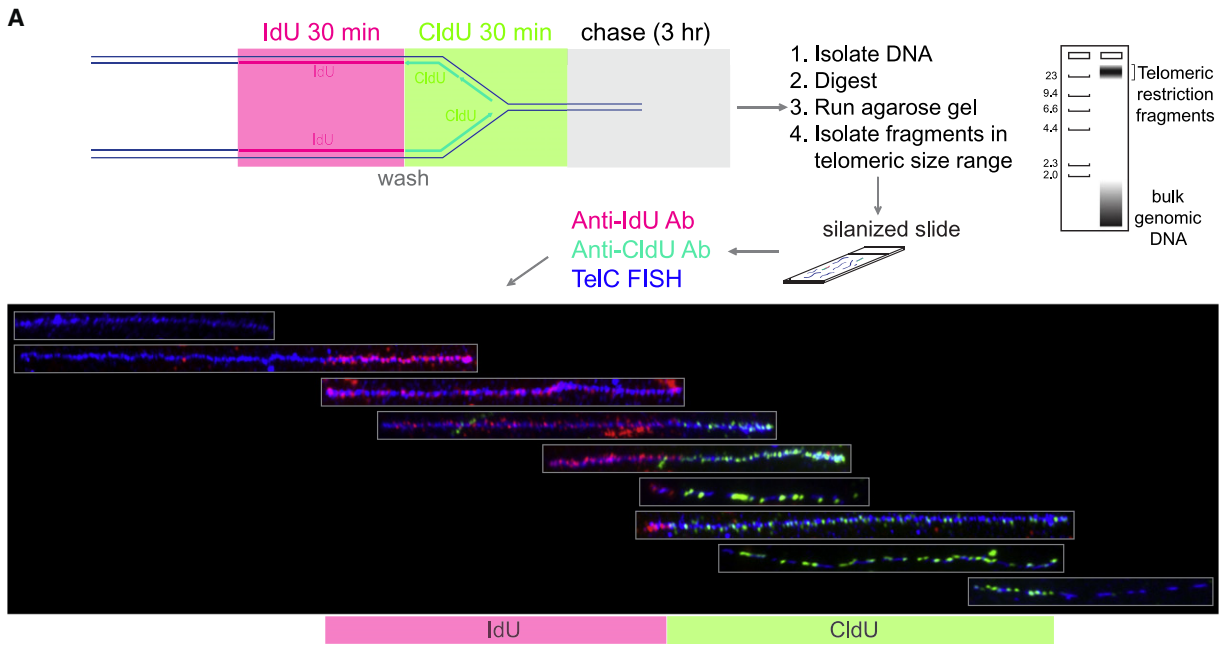 A
IdU 30 min
CldU 30 min
chase (3 hr)
IdU
CldU
CldU
IdU
wash
1. Isolate DNA
2. Digest
3. Run agarose gel
4. Isolate fragments in
telomeric size range
23
9.4
6.6
4.4
2.3
2.0
Telomeric
restriction
fragments
bulk
genomic
DNA
silanized slide
Anti-IdU Ab
Anti-CldU Ab
TelC FISH
IdU
CldU